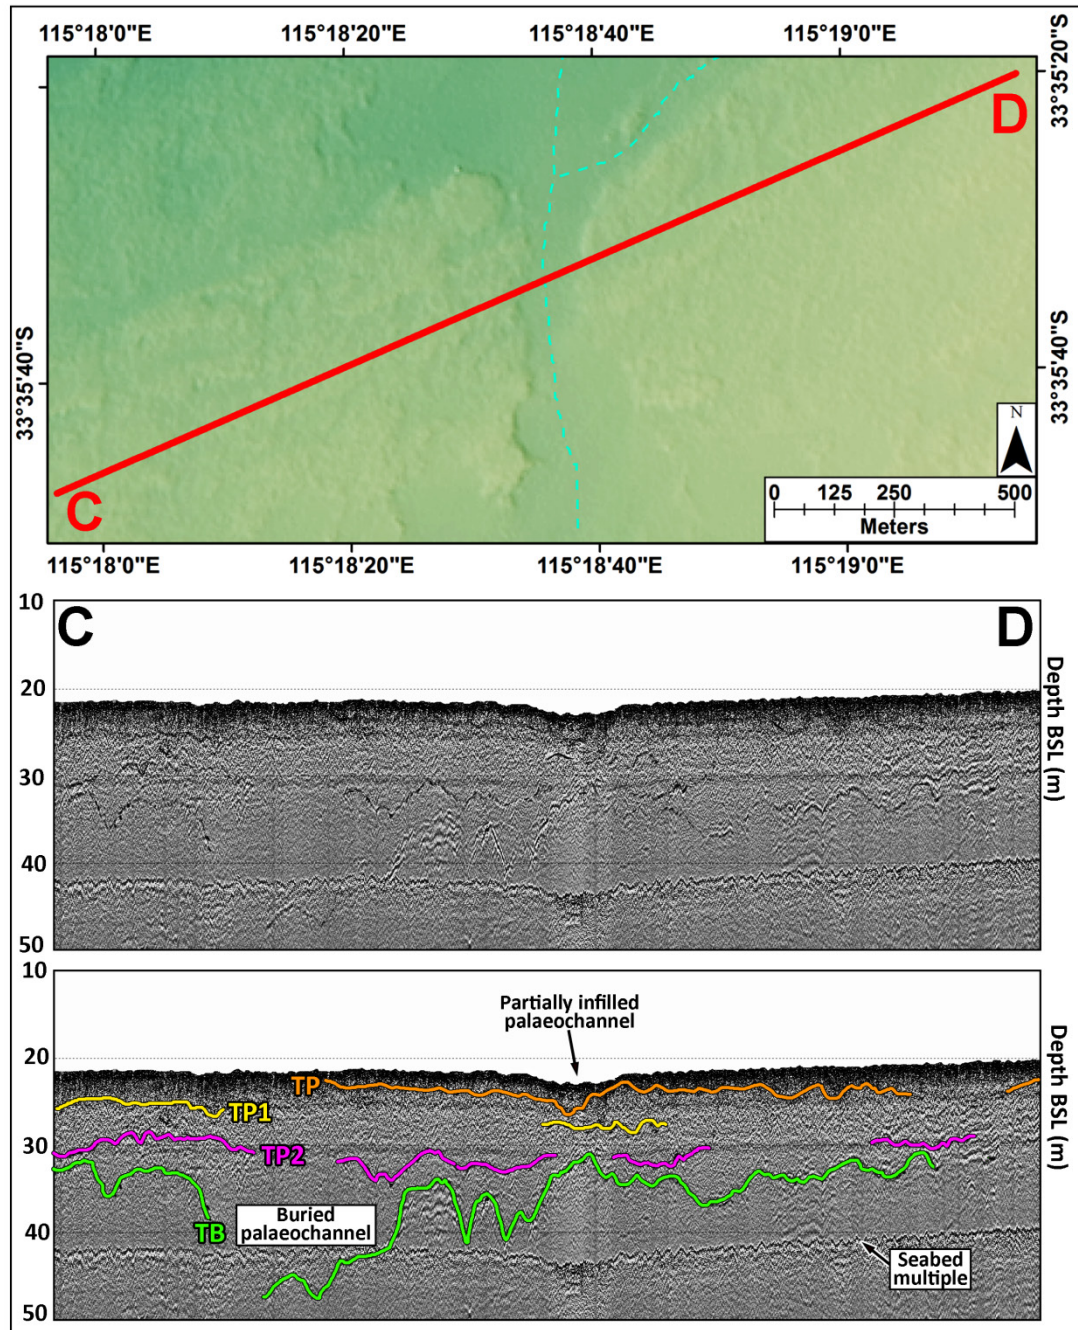 115°18'0"E 115°18'20"E 115°18'40"E 115°19'0"E
33°35'20"S
D
33°35'40"S
33°35'40"S
C
N
0 125 250 500
Meters
115°18'0"E 115°18'20"E 115°18'40"E 115°19'0"E
10
C
D
20
30
40
50
Depth BSL (m)
10
Partially infilled
palaeochannel
20
TP
TP1
30
TP2
Buried
palaeochannel
40
TB
Seabed
multiple
50
Depth BSL (m)